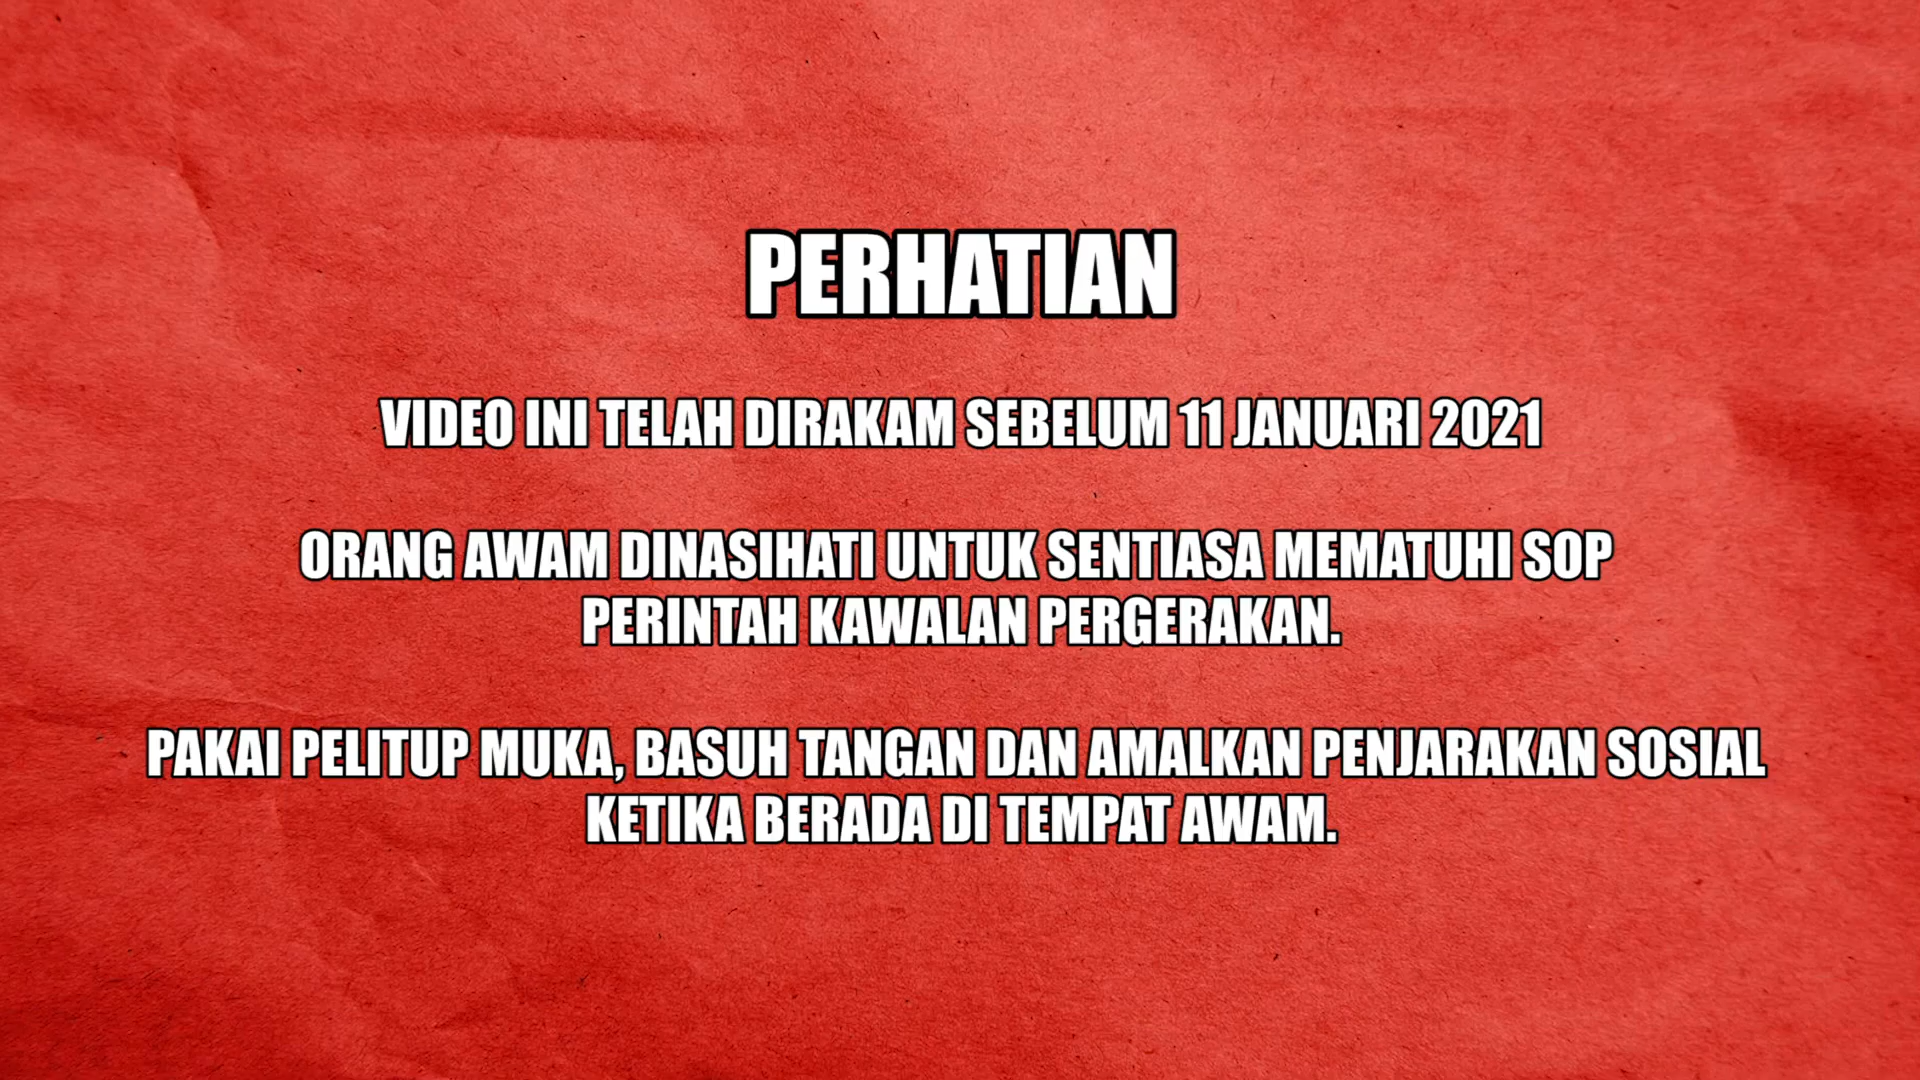 PERHATIAN
VIDEO INI TELAH DIRAKAM SEBELUM 11 JANUARI 2021
ORANG AWAM DINASIHATI UNTUK SENTIASA MEMATUHI SOP
PERINTAH KAWALAN PERGERAKAN.
PAKAI PELITUP MUKA, BASUH TANGAN DAN AMALKAN PENJARAKAN SOSIAL
KETIKA BERADA DI TEMPAT AWAM.